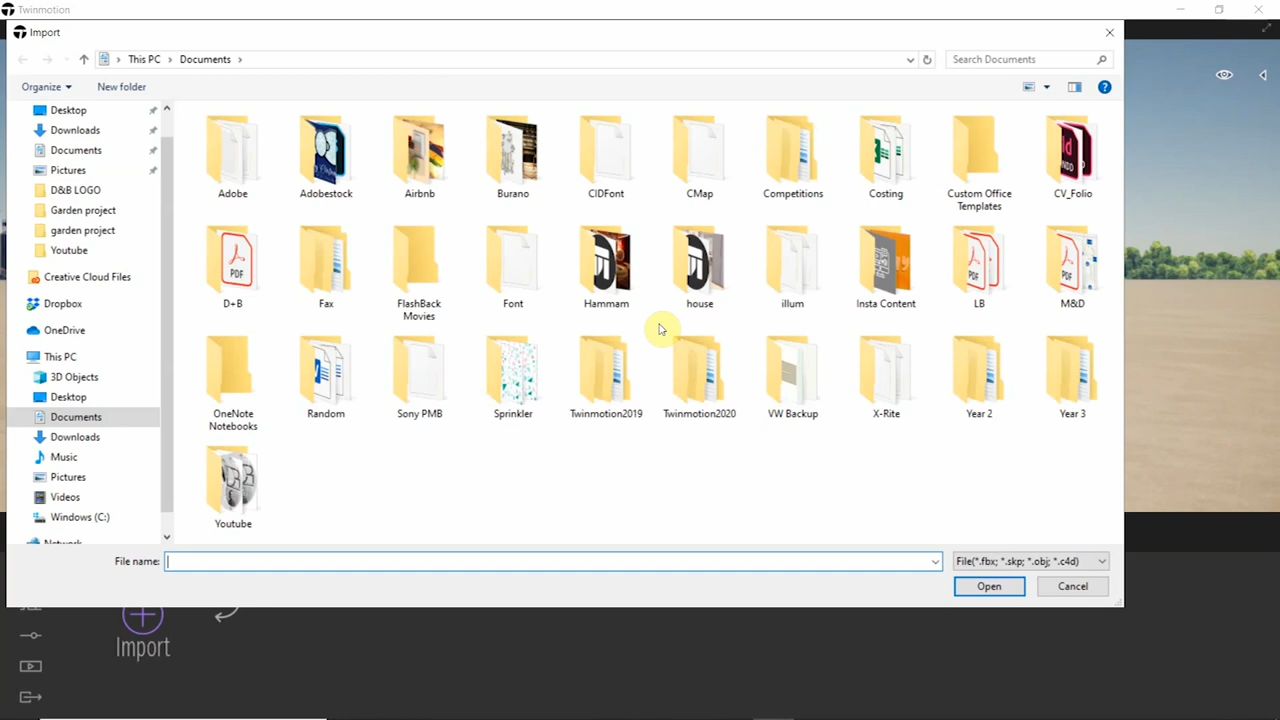 Twinmotion
Import
This PC
Documents
Search Documents
Organize
New folder
Desktop
Downloads
Documents
Pictures
D&B LOGO
Garden project
garden project
Youtube
Creative Cloud Files
Dropbox
OneDrive
This PC
3D Objects
Desktop
Documents
Downloads
Music
Pictures
Videos
Windows (C:)
Network
Adobe
Adobestock
Airbnb
Burano
CIDFont
CMap
Competitions
Costing
Custom Office
Templates
CV_Folio
PDF
D+B
Fax
FlashBack
Movies
Font
Hammam
house
illum
Insta Content
PDF
LB
PDF
M&D
OneNote
Notebooks
Random
Sony PMB
Sprinkler
Twinmotion2019
Twinmotion2020
VW Backup
X-Rite
Year 2
Year 3
Youtube
File name:
File(*.fbx; *.skp; *.obj; *.c4d)
Open
Cancel
Import